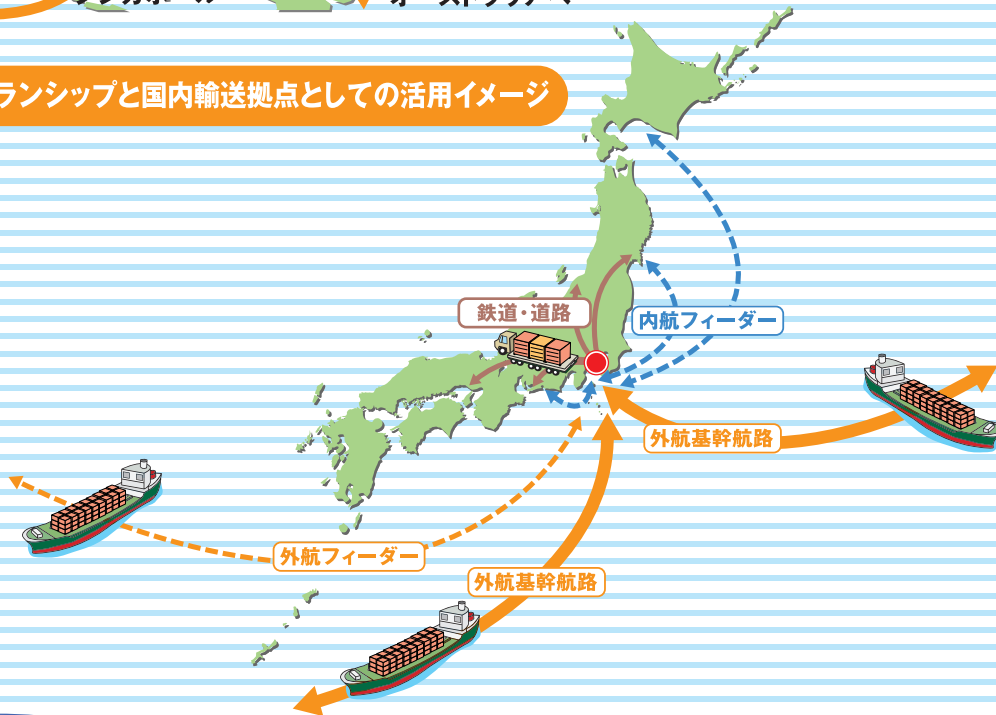 ランシップと国内輸送拠点としての活用イメージ
鉄道・道路
内航フィーダー
外航基幹航路
外航フィーダー
外航基幹航路